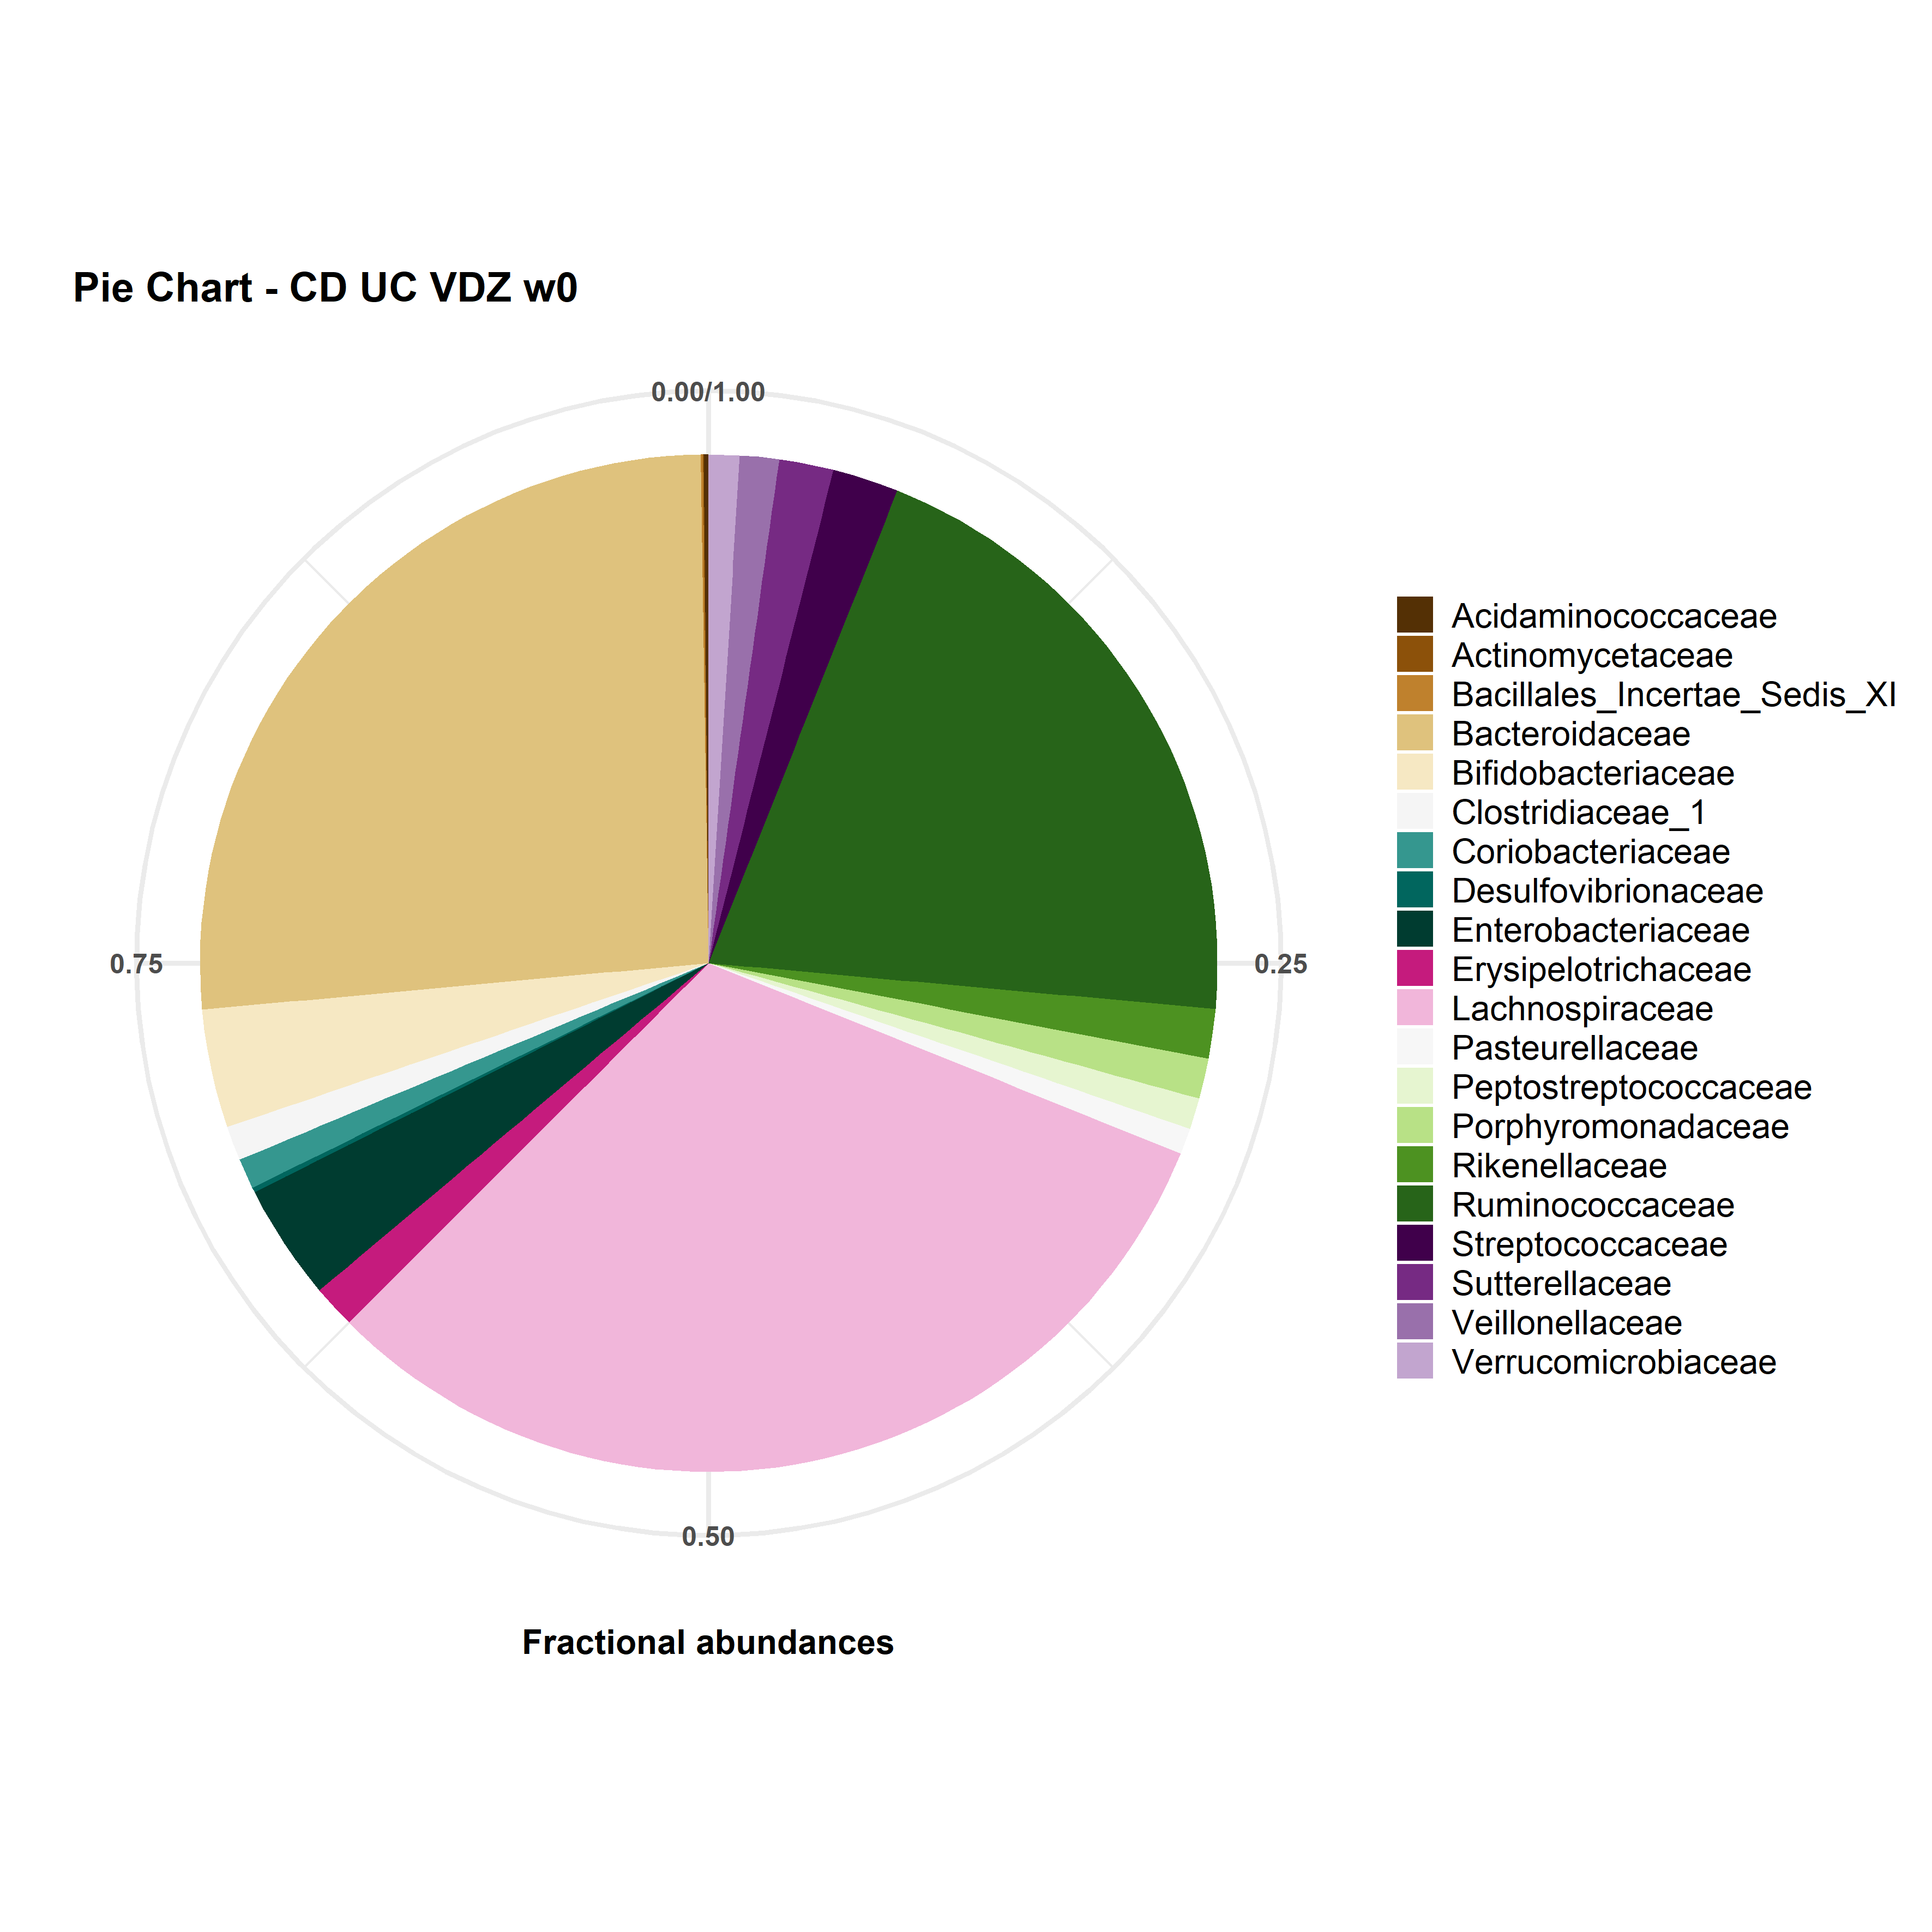 Pie Chart - CD UC VDZ w0
0.00/1.00
0.75
0.25
0.50
Fractional abundances
Acidaminococcaceae
Actinomycetaceae
Bacillales_Incertae_Sedis_XI
Bacteroidaceae
Bifidobacteriaceae
Clostridiaceae_1
Coriobacteriaceae
Desulfovibrionaceae
Enterobacteriaceae
Erysipelotrichaceae
Lachnospiraceae
Pasteurellaceae
Peptostreptococcaceae
Porphyromonadaceae
Rikenellaceae
Ruminococcaceae
Streptococcaceae
Sutterellaceae
Veillonellaceae
Verrucomicrobiaceae